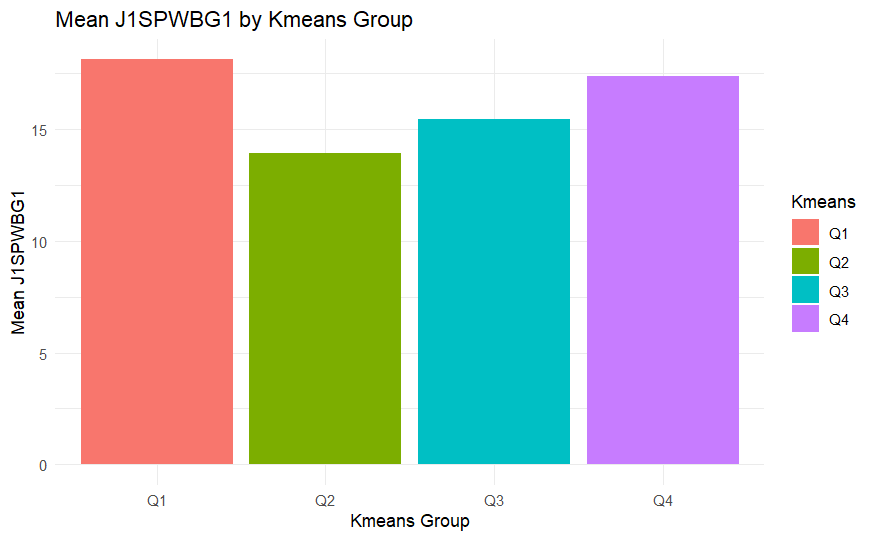 Mean J1SPWBG1 by Kmeans Group
Mean J1SPWBG1
15
10
5
0
Q1 Q2 Q3 Q4
Kmeans Group
Kmeans
Q1
Q2
Q3
Q4